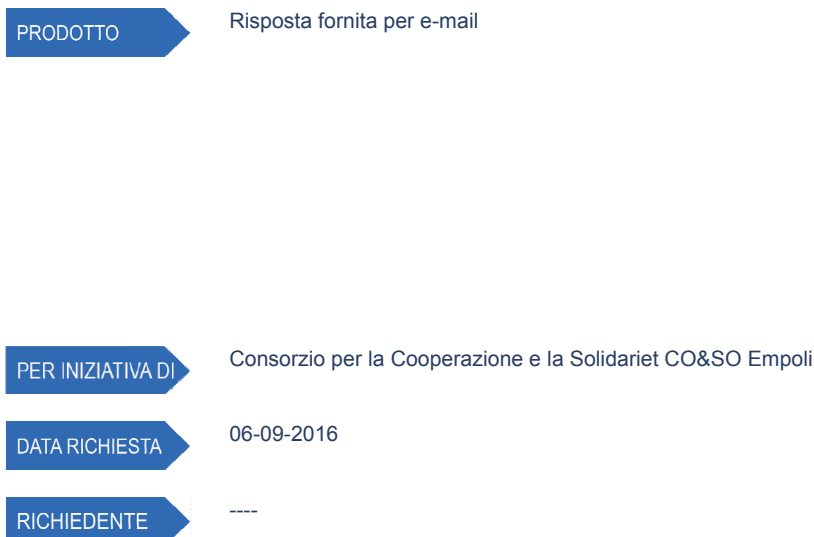 PRODOTTO
Risposta fornita per e-mail
PER INIZIATIVA DI
Consorzio per la Cooperazione e la Solidariet CO&SO Empoli
DATA RICHIESTA
06-09-2016
RICHIEDENTE
----